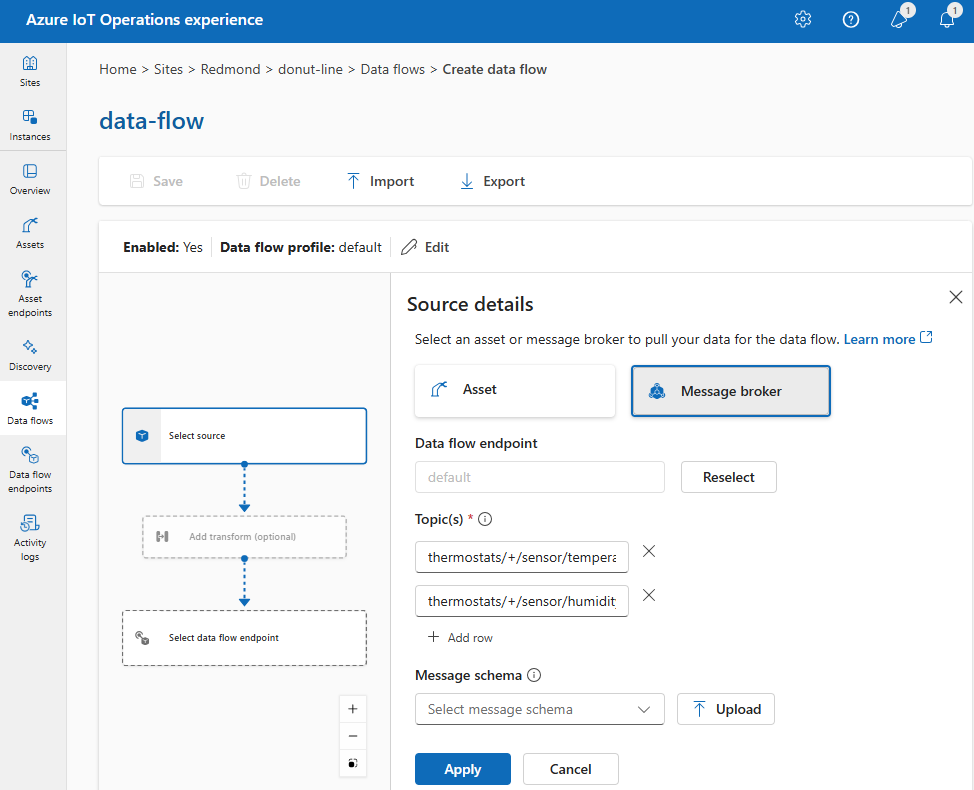 Azure IoT Operations experience
1
1
Sites
Instances
Overview
Assets
Asset
endpoints
Discovery
Data flows
Data flow
endpoints
Activity
logs
Home > Sites > Redmond > donut-line > Data flows > Create data flow
data-flow
Save
Delete
Import
Export
Enabled: Yes
Data flow profile: default
Edit
Select source
Add transform (optional)
Select data flow endpoint
Source details
Select an asset or message broker to pull your data for the data flow. Learn more
Asset
Message broker
Data flow endpoint
default
Reselect
Topic(s) *
thermostats/+/sensor/tempera
thermostats/+/sensor/humidit
Add row
Message schema
Select message schema
Upload
Apply
Cancel